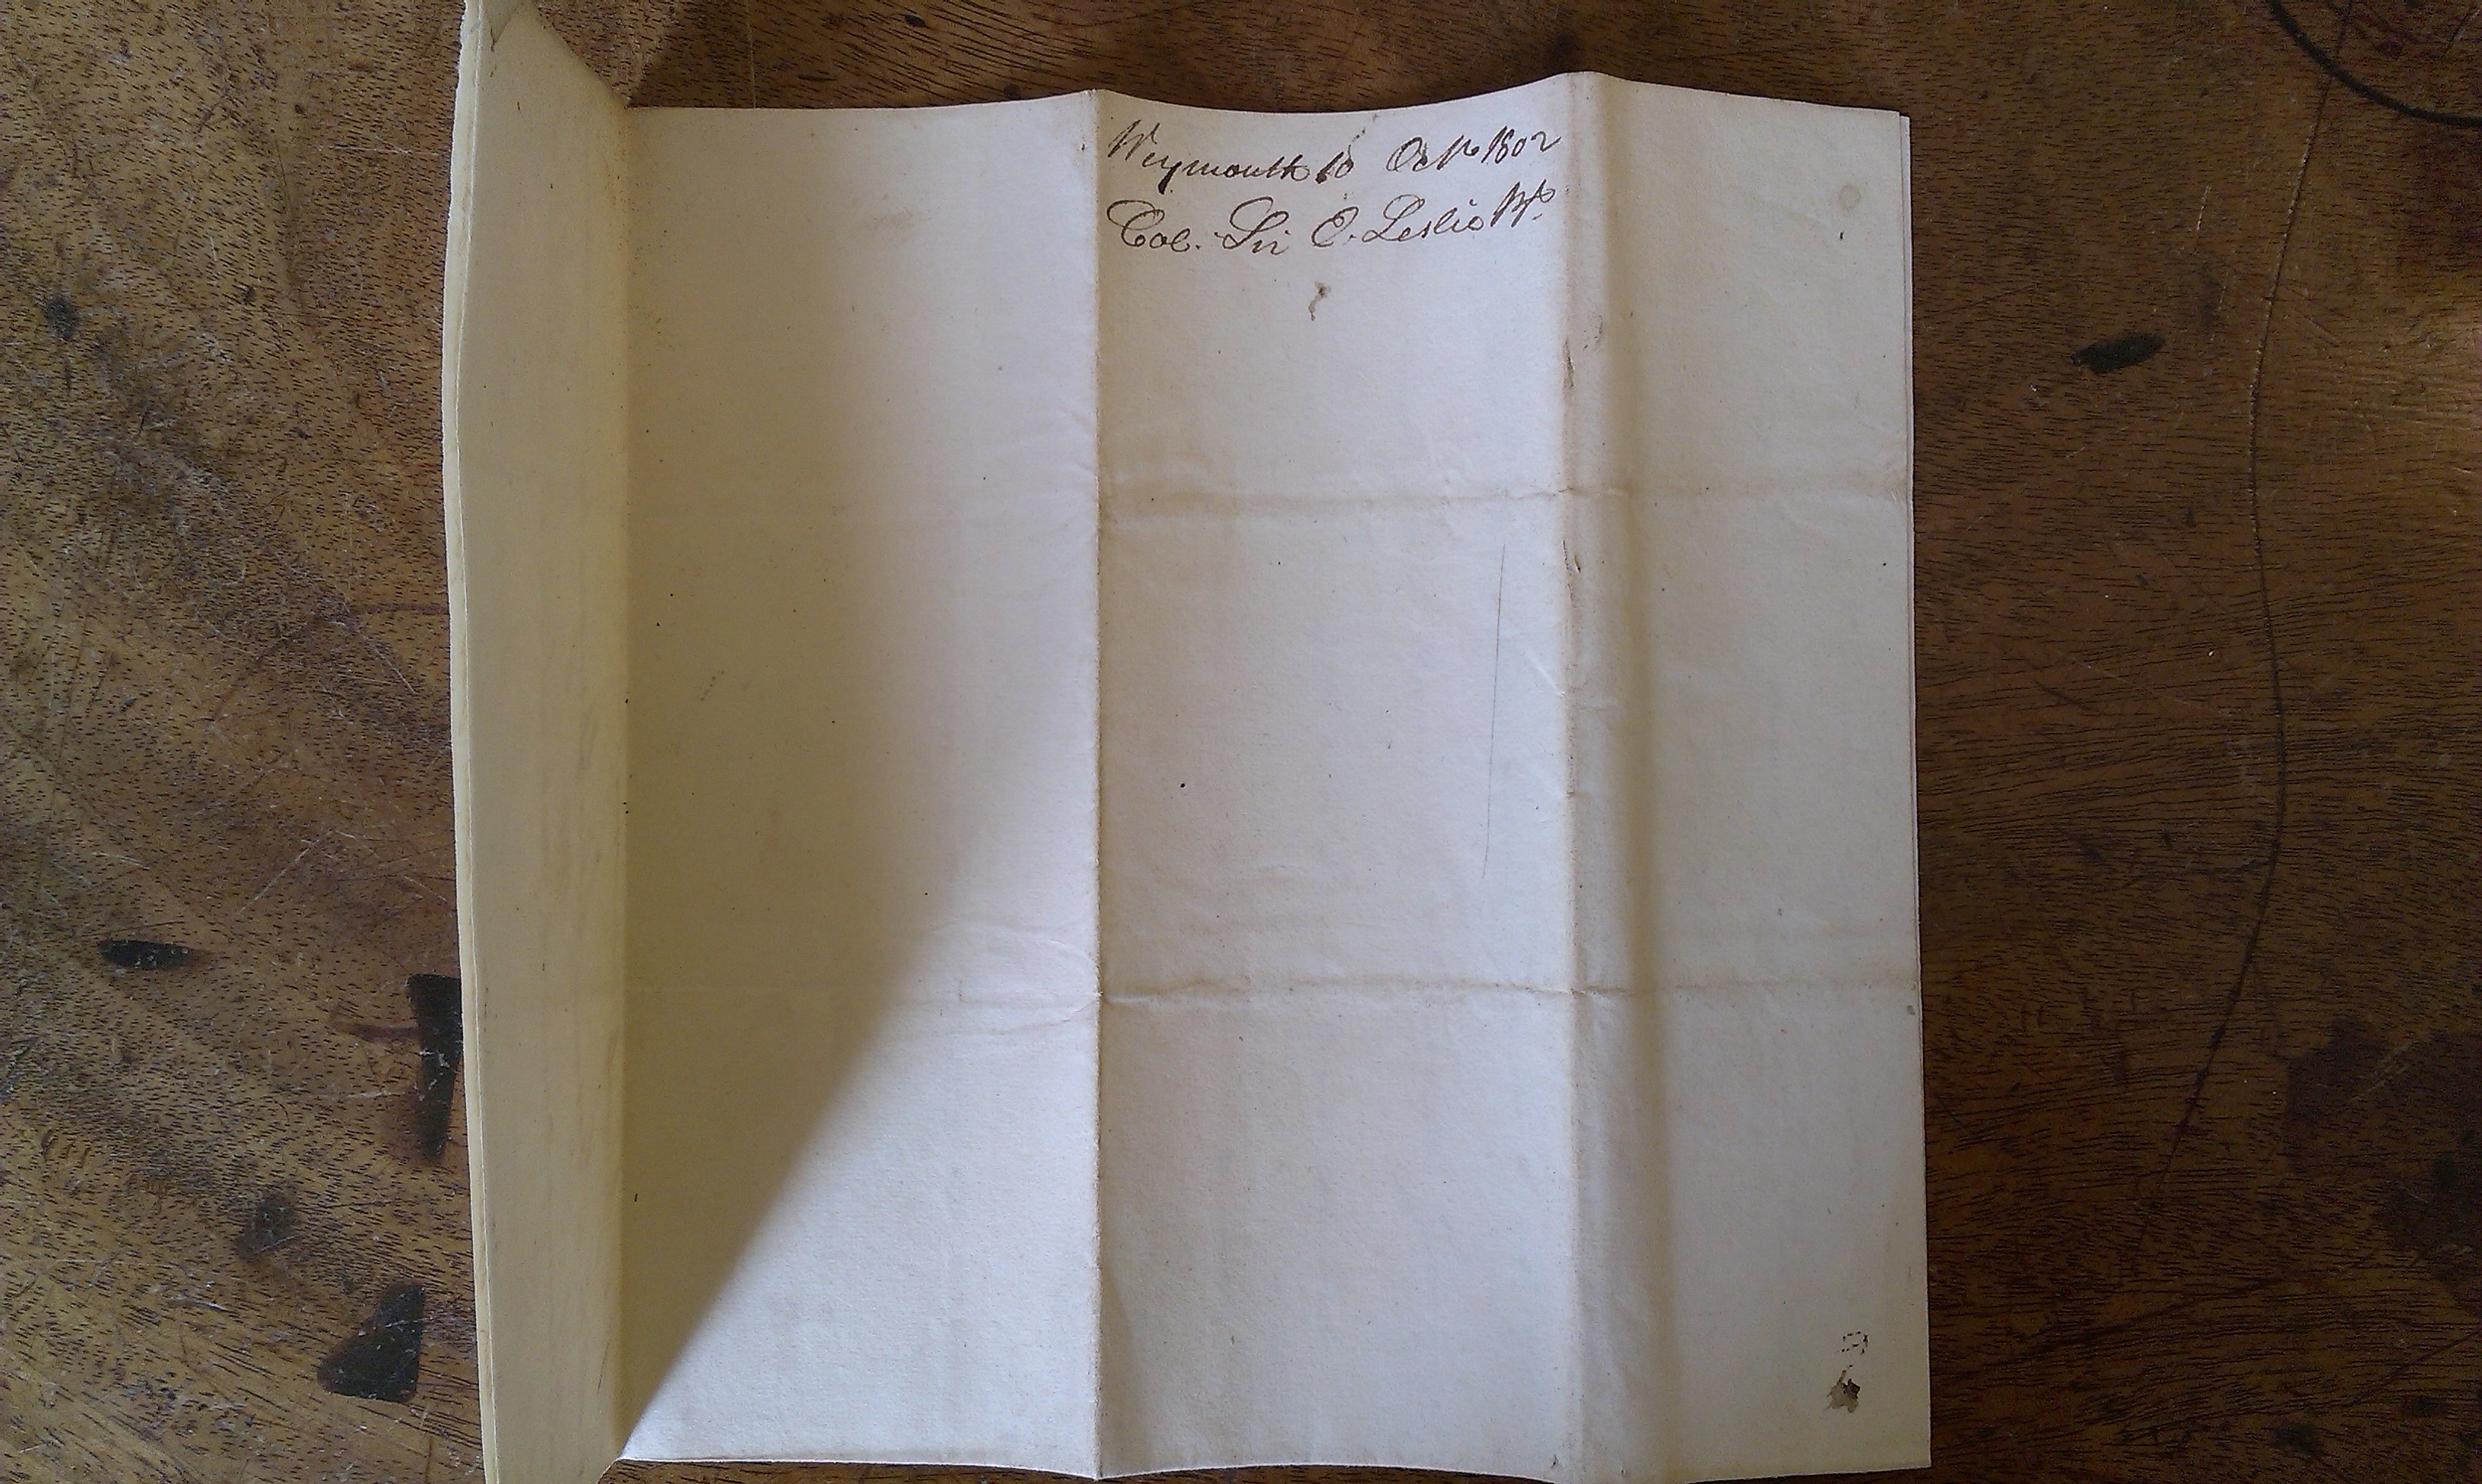 Weymouth 10 Octr. 1802
Col. Sir E. Leslie Bt.